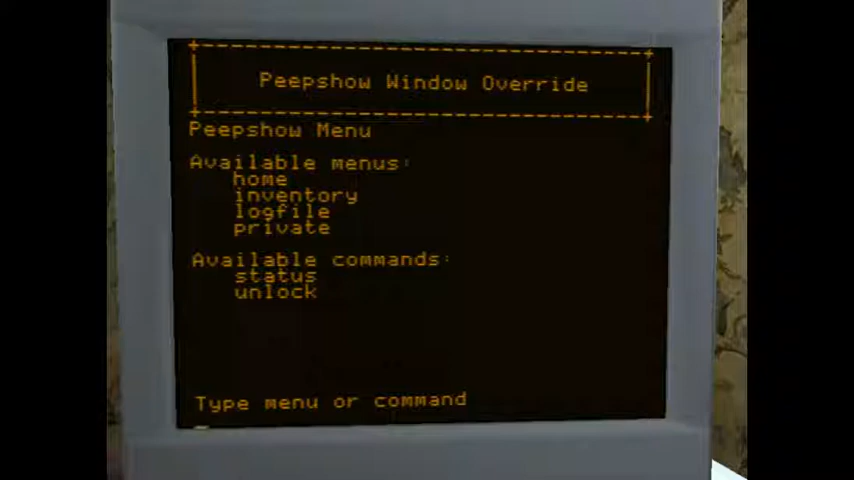 Peepshow Window Override
Peepshow Menu
Available menus:
home
inventory
logfile
private
Available commands:
status
unlock
Type menu or command